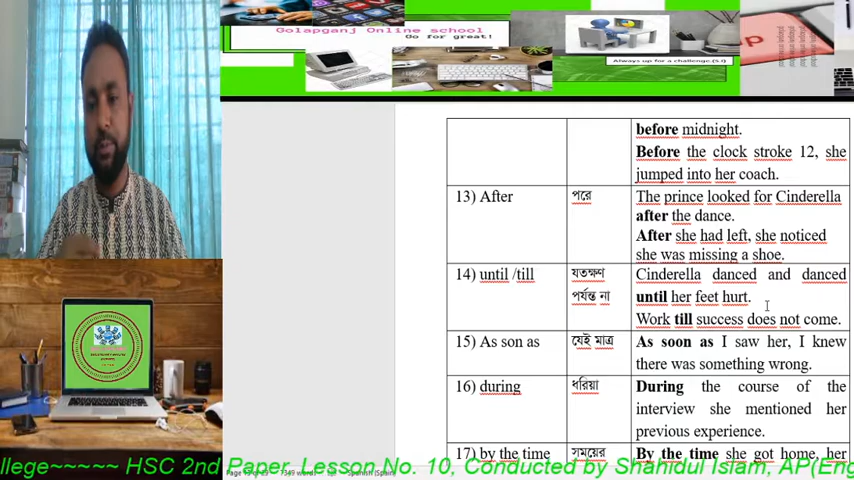 Golapganj Online school
Go for great!
Always up for a challenge.(S.I)
before midnight.
Before the clock stroke 12, she
jumped into her coach.
13) After
পরে
The prince looked for Cinderella
after the dance.
After she had left, she noticed
she was missing a shoe.
14) until /till
যতক্ষণ
পর্যন্ত না
Cinderella danced and danced
until her feet hurt.
Work till success does not come.
15) As son as
যেই মাত্র
As soon as I saw her, I knew
there was something wrong.
16) during
ধরিয়া
During the course of the
interview she mentioned her
previous experience.
17) by the time
সময়ের
By the time she got home, her
llege~~~~~ HSC 2nd Paper. Lesson No. 10, Conducted by Shahidul Islam, AP(Eng
7349 words
Spanish (Spain)